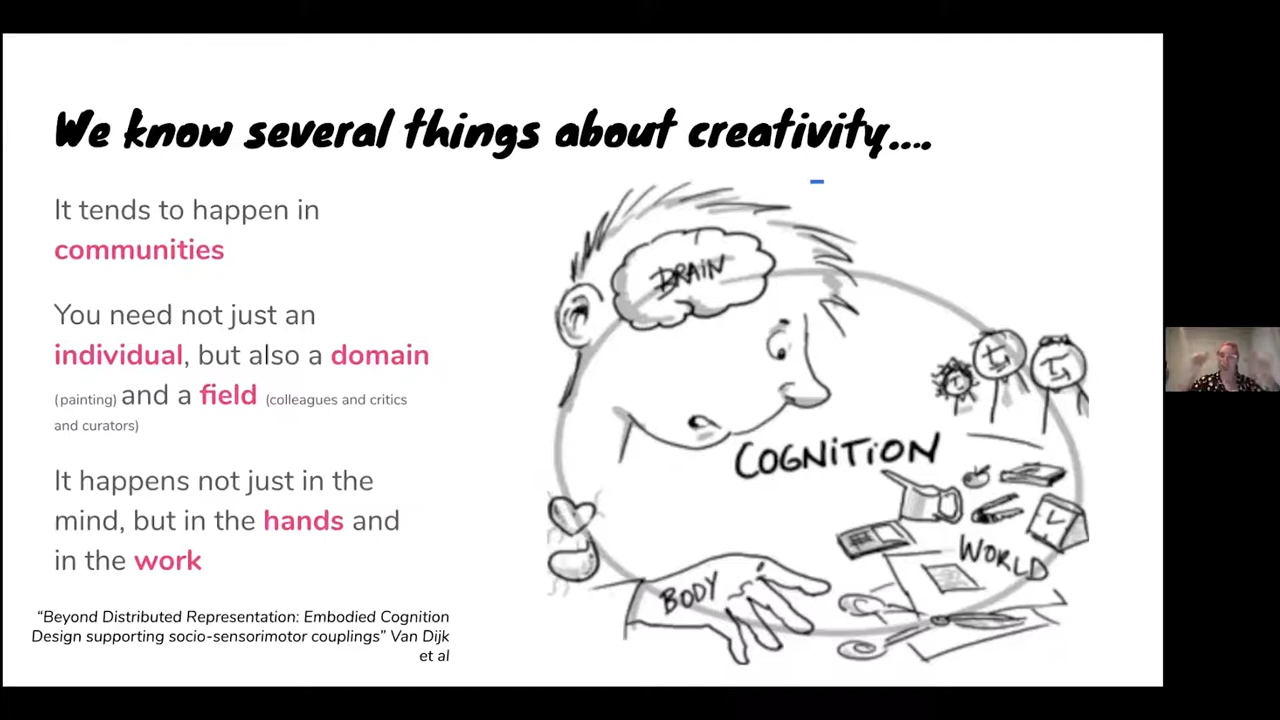 We know several things about creativity....
It tends to happen in
communities
You need not just an
individual, but also a domain
(painting) and a field (colleagues and critics
and curators)
It happens not just in the
mind, but in the hands and
in the work
“Beyond Distributed Representation: Embodied Cognition
Design supporting socio-sensorimotor couplings” Van Dijk
et al
BRAIN
COGNITION
WORLD
BODY